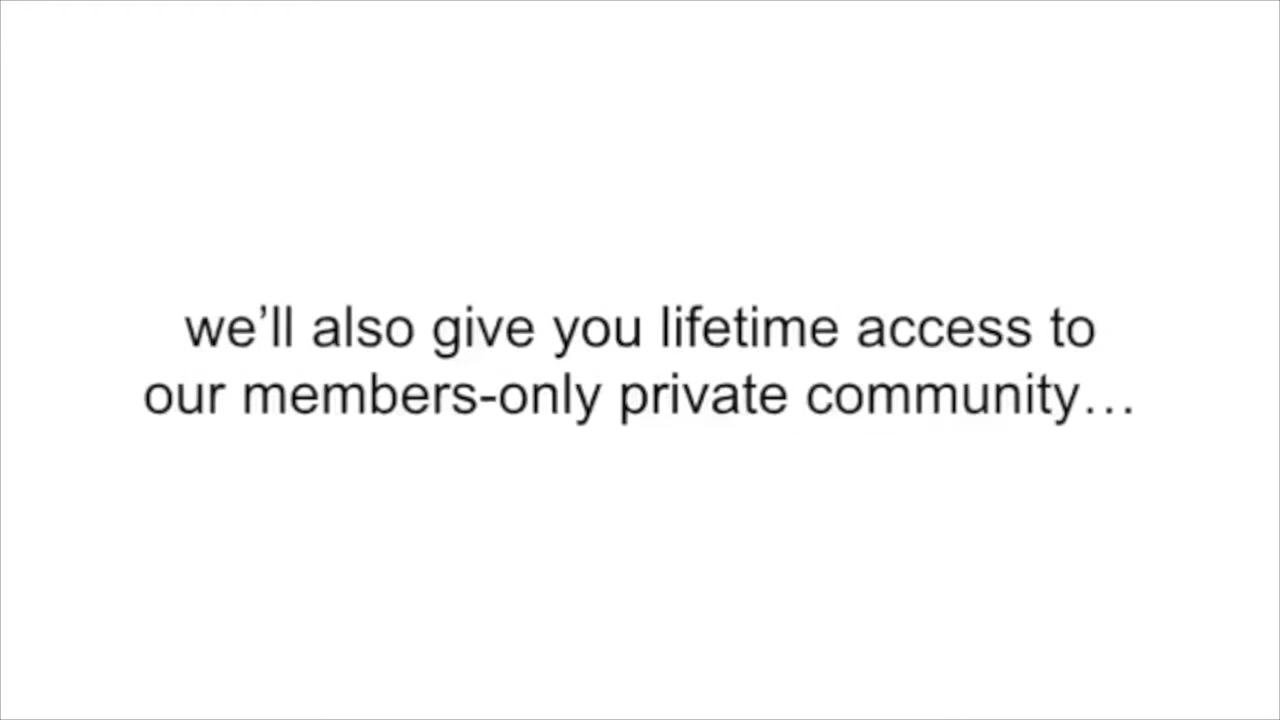 we’ll also give you lifetime access to
our members-only private community…